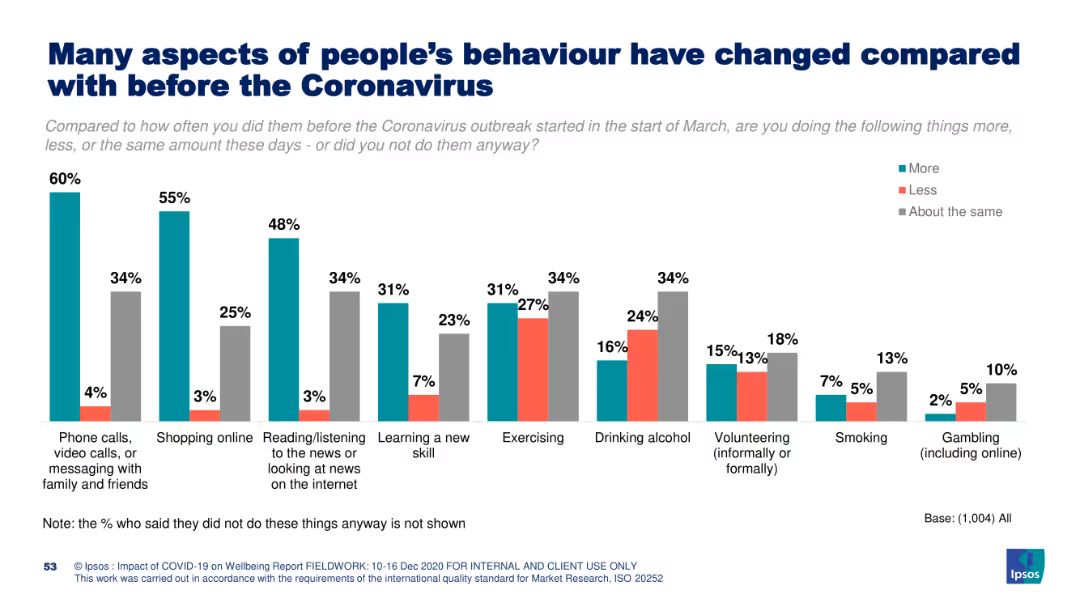 Many aspects of people's behaviour have changed compared
with before the Coronavirus
Compared to how often you did them before the Coronavirus outbreak started in the start of March, are you doing the following things more,
less, or the same amount these days - or did you not do them anyway?
More
Less
About the same
60%
4%
34%
55%
3%
25%
48%
3%
34%
31%
7%
23%
31%
27%
34%
16%
24%
34%
15%
13%
18%
7%
5%
13%
2%
5%
10%
Phone calls,
video calls, or
messaging with
family and friends
Shopping online
Reading/listening
to the news or
looking at news
on the internet
Learning a new
skill
Exercising
Drinking alcohol
Volunteering
(informally or
formally)
Smoking
Gambling
(including online)
Note: the % who said they did not do these things anyway is not shown
Base: (1,004) All
53
© Ipsos : Impact of COVID-19 on Wellbeing Report FIELDWORK: 10-16 Dec 2020 FOR INTERNAL AND CLIENT USE ONLY
This work was carried out in accordance with the requirements of the international quality standard for Market Research, ISO 20252
Ipsos